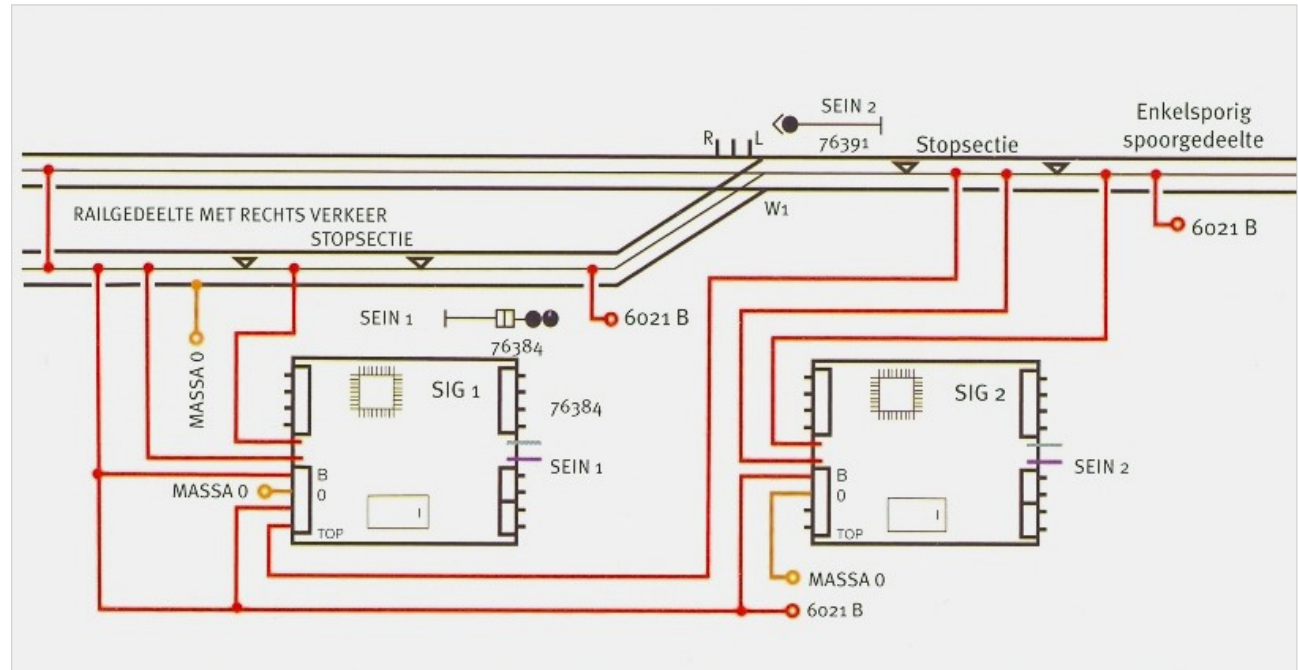 SEIN 2
76391
R
L
Stopsectie
Enkelsporig
spoorgedeelte
W1
6021 B
RAILGEDEELTE MET RECHTS VERKEER
STOPSECTIE
SEIN 1
76384
6021 B
MASSA 0
SIG 1
76384
SEIN 1
B
0
TOP
MASSA 0
SIG 2
SEIN 2
B
0
TOP
MASSA 0
6021 B